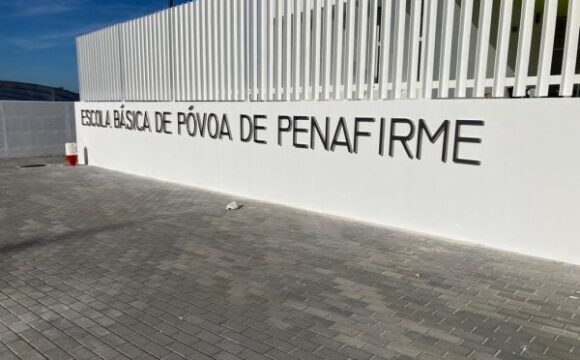 ESCOLA BÁSICA DE PÓVOA DE PENAFIRME